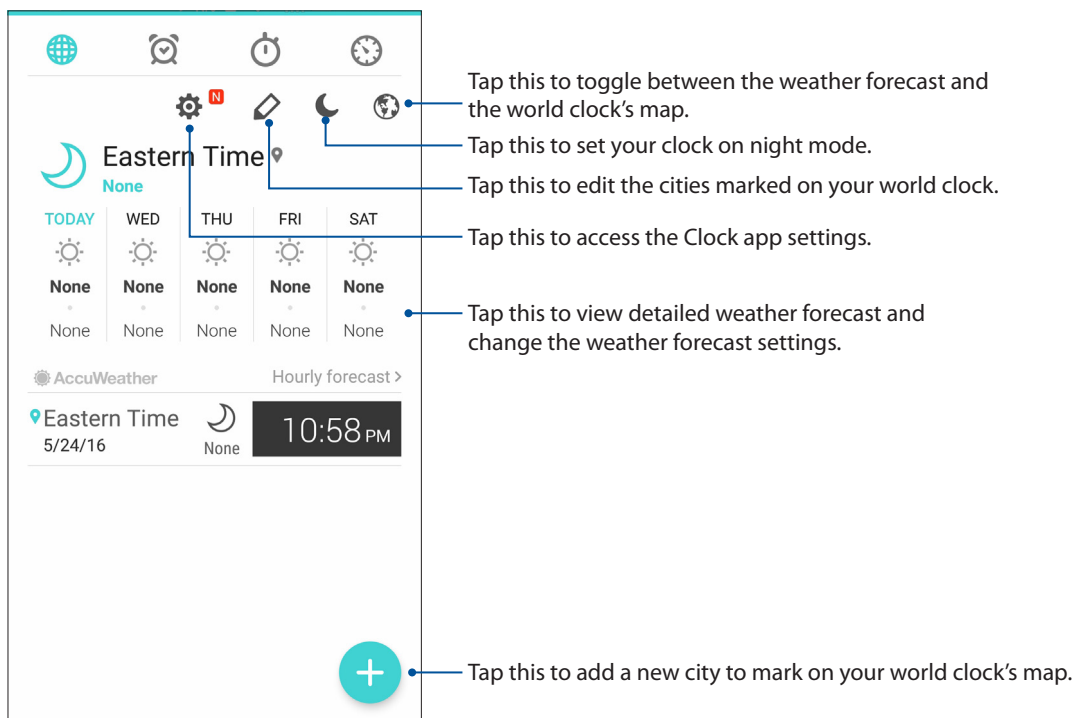 N
Tap this to toggle between the weather forecast and
the world clock's map.
Tap this to set your clock on night mode.
Eastern Time
None
Tap this to edit the cities marked on your world clock.
TODAY WED THU FRI SAT
Tap this to access the Clock app settings.
None None None None None
None None None None None
Tap this to view detailed weather forecast and
change the weather forecast settings.
AccuWeather Hourly forecast >
Eastern Time
5/24/16
None
10:58 PM
Tap this to add a new city to mark on your world clock's map.